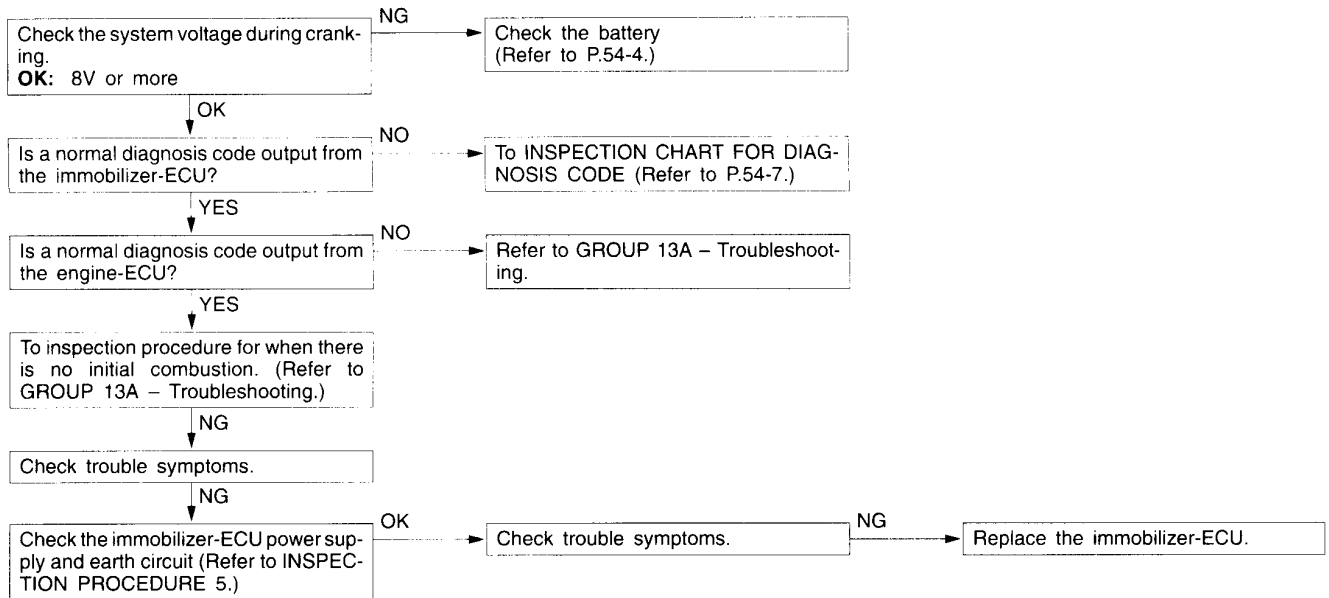 Check the system voltage during crank-
ing.
OK: 8V or more
NG
Check the battery
(Refer to P.54-4.)
OK
Is a normal diagnosis code output from
the immobilizer-ECU?
NO
To INSPECTION CHART FOR DIAG-
NOSIS CODE (Refer to P.54-7.)
YES
Is a normal diagnosis code output from
the engine-ECU?
NO
Refer to GROUP 13A – Troubleshoot-
ing.
YES
To inspection procedure for when there
is no initial combustion. (Refer to
GROUP 13A – Troubleshooting.)
NG
Check trouble symptoms.
NG
Check the immobilizer-ECU power sup-
ply and earth circuit (Refer to INSPEC-
TION PROCEDURE 5.)
OK
Check trouble symptoms.
NG
Replace the immobilizer-ECU.